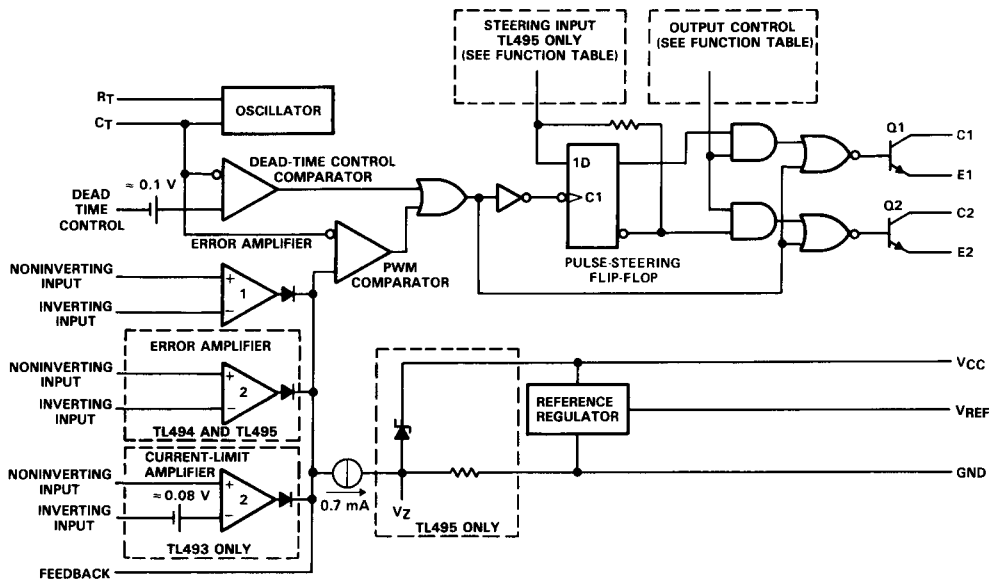 STEERING INPUT
TL495 ONLY
(SEE FUNCTION TABLE)
OUTPUT CONTROL
(SEE FUNCTION TABLE)
RT
CT
OSCILLATOR
DEAD-TIME CONTROL
COMPARATOR
≈ 0.1 V
DEAD
TIME
CONTROL
1D
C1
Q1
C1
E1
Q2
C2
E2
PULSE-STEERING
FLIP-FLOP
ERROR AMPLIFIER
PWM
COMPARATOR
NONINVERTING
INPUT
+
1
−
INVERTING
INPUT
ERROR AMPLIFIER
NONINVERTING
INPUT
+
2
−
INVERTING
INPUT
TL494 AND TL495
CURRENT-LIMIT
AMPLIFIER
NONINVERTING
INPUT
+
≈ 0.08 V
2
−
INVERTING
INPUT
TL493 ONLY
FEEDBACK
0.7 mA
VZ
TL495 ONLY
REFERENCE
REGULATOR
VCC
VREF
GND